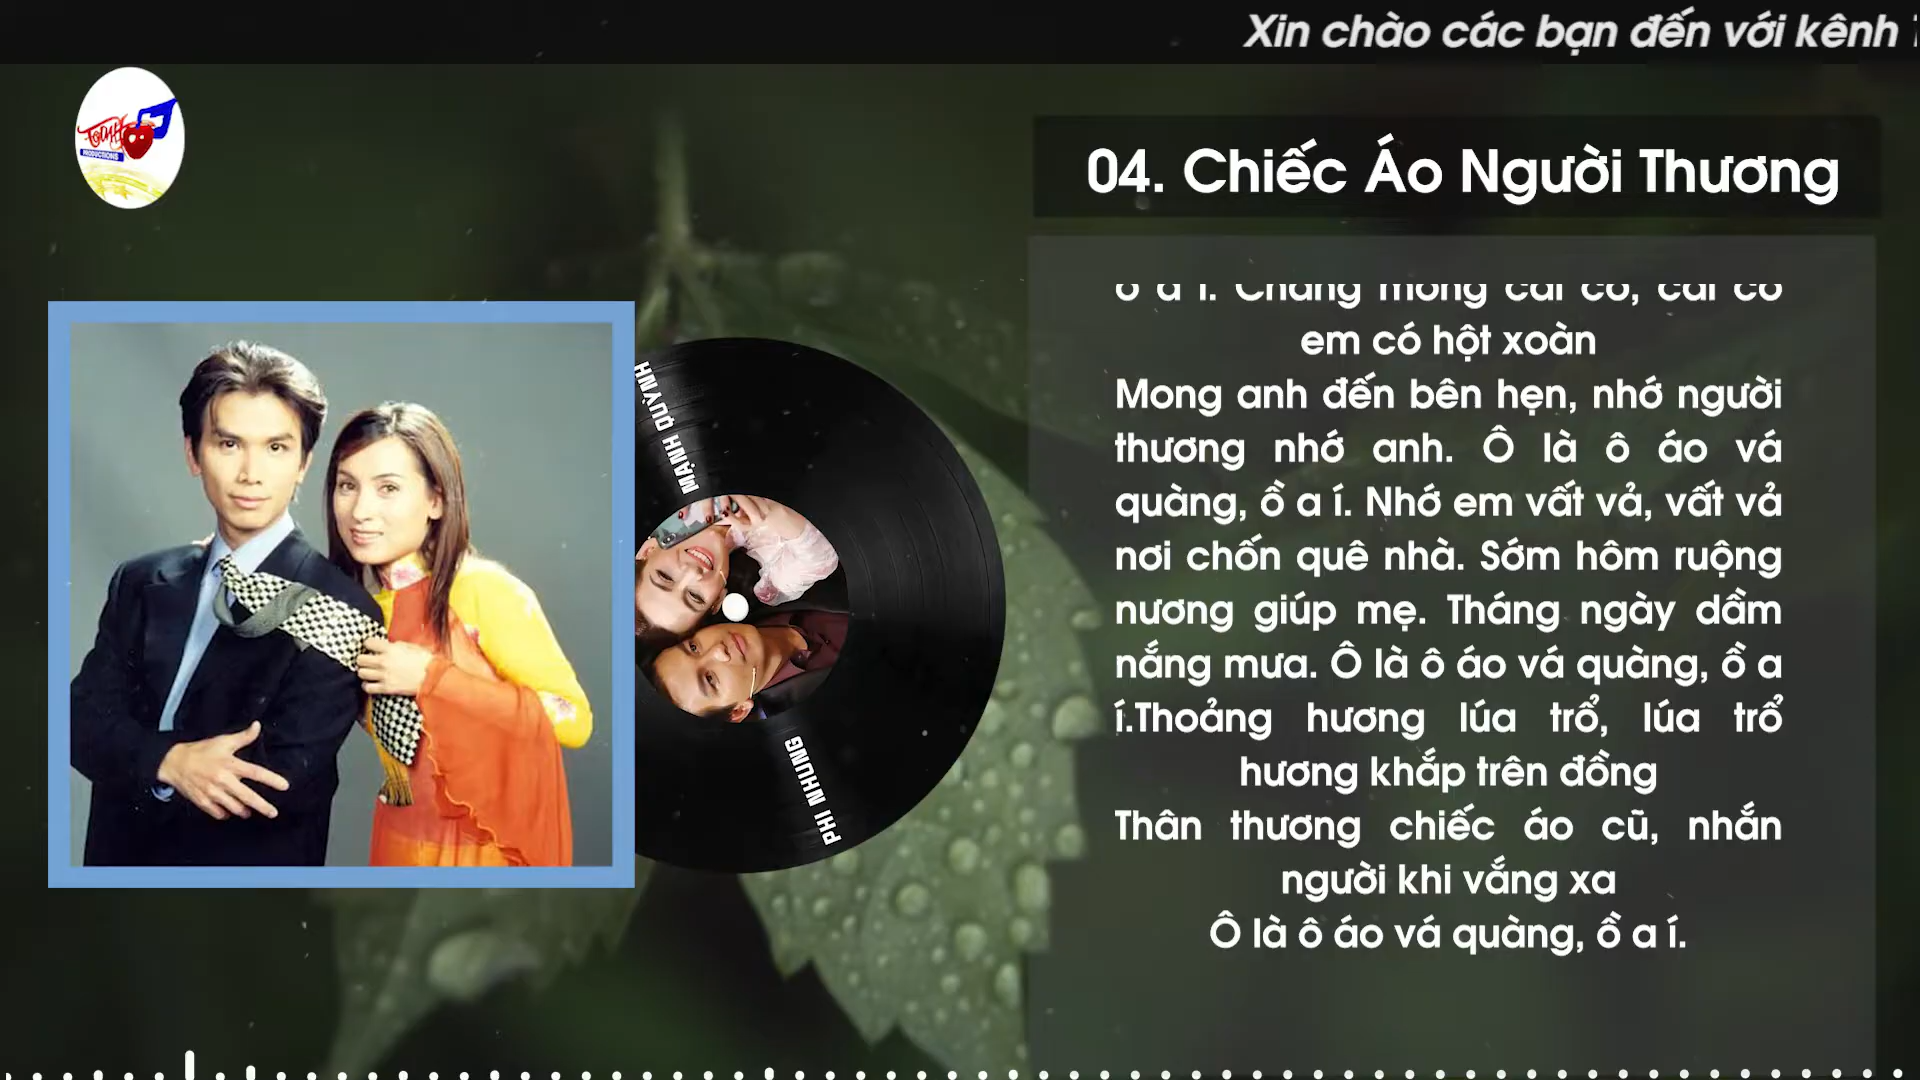 Xin chào các bạn đến với kênh
TOÀN
PRODUCTIONS
04. Chiếc Áo Người Thương
em có hột xoàn
Mong anh đến bên hẹn, nhớ người
thương nhớ anh. Ô là ô áo vá
quàng, ồ a í. Nhớ em vất vả, vất vả
nơi chốn quê nhà. Sớm hôm ruộng
nương giúp mẹ. Tháng ngày dầm
nắng mưa. Ô là ô áo vá quàng, ồ a
í.Thoảng hương lúa trổ, lúa trổ
hương khắp trên đồng
Thân thương chiếc áo cũ, nhắn
người khi vắng xa
Ô là ô áo vá quàng, ồ a í.
MẠNH QUỲNH
PHI NHUNG